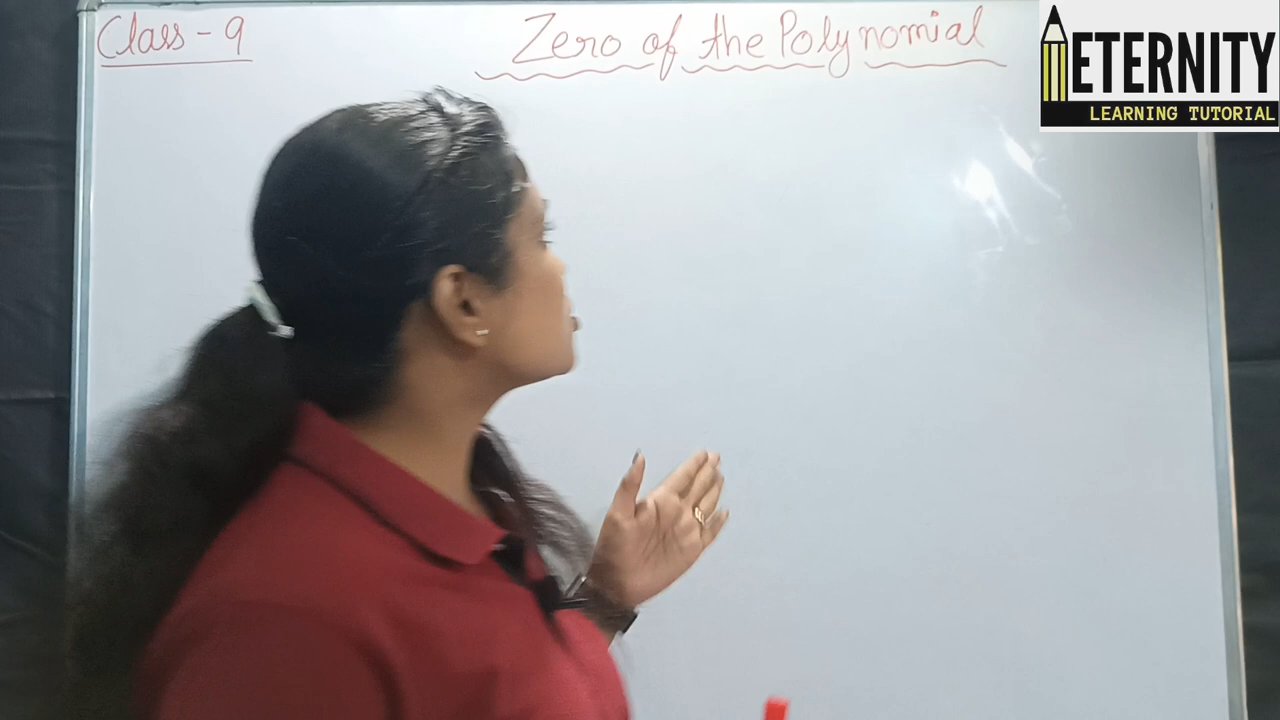 Class - 9
Zero of the Polynomial
ETERNITY
LEARNING TUTORIAL